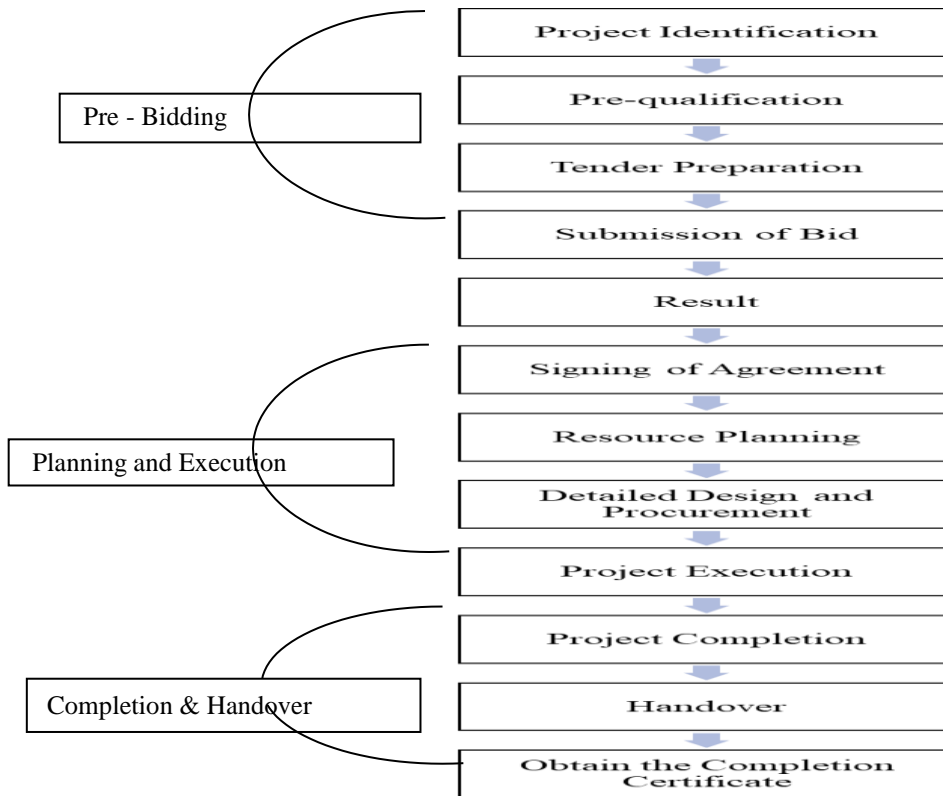 Project Identification
Pre-qualification
Pre - Bidding
Tender Preparation
Submission of Bid
Result
Signing of Agreement
Resource Planning
Planning and Execution
Detailed Design and
Procurement
Project Execution
Project Completion
Completion & Handover
Handover
Obtain the Completion
Certificate